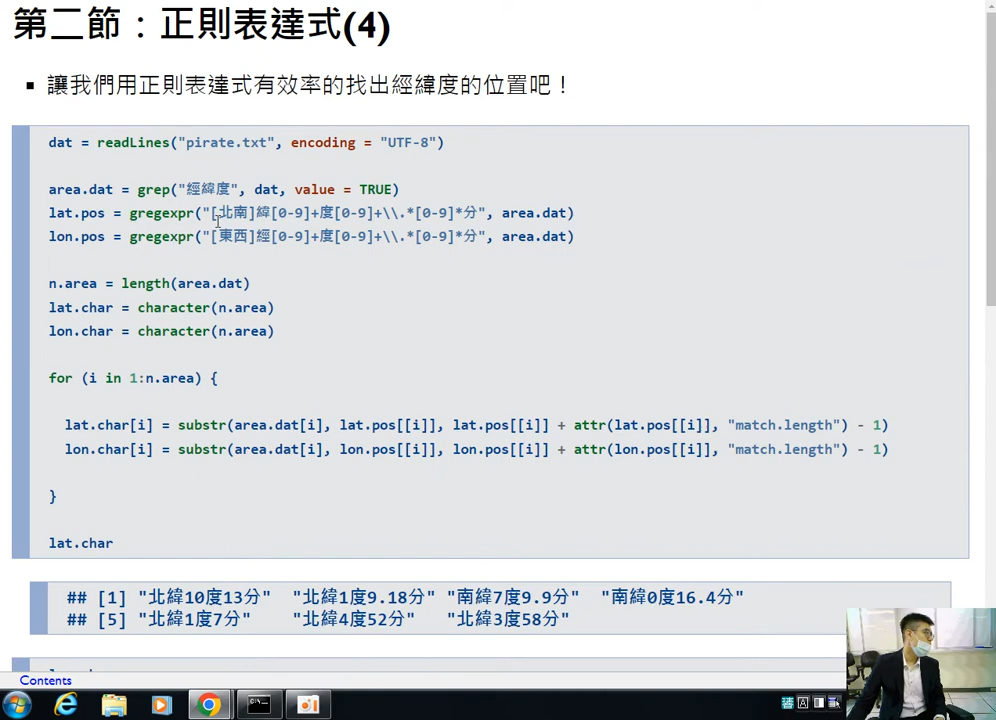 第二節：正則表達式(4)
▪ 讓我們用正則表達式有效率的找出經緯度的位置吧！
dat = readLines("pirate.txt", encoding = "UTF-8")
area.dat = grep("經緯度", dat, value = TRUE)
lat.pos = gregexpr("[北南]緯[0-9]+度[0-9]+\\.*[0-9]*分", area.dat)
lon.pos = gregexpr("[東西]經[0-9]+度[0-9]+\\.*[0-9]*分", area.dat)
n.area = length(area.dat)
lat.char = character(n.area)
lon.char = character(n.area)
for (i in 1:n.area) {
lat.char[i] = substr(area.dat[i], lat.pos[[i]], lat.pos[[i]] + attr(lat.pos[[i]], "match.length") - 1)
lon.char[i] = substr(area.dat[i], lon.pos[[i]], lon.pos[[i]] + attr(lon.pos[[i]], "match.length") - 1)
}
lat.char
## [1] "北緯10度13分" "北緯1度9.18分" "南緯7度9.9分" "南緯0度16.4分"
## [5] "北緯1度7分" "北緯4度52分" "北緯3度58分"
Contents